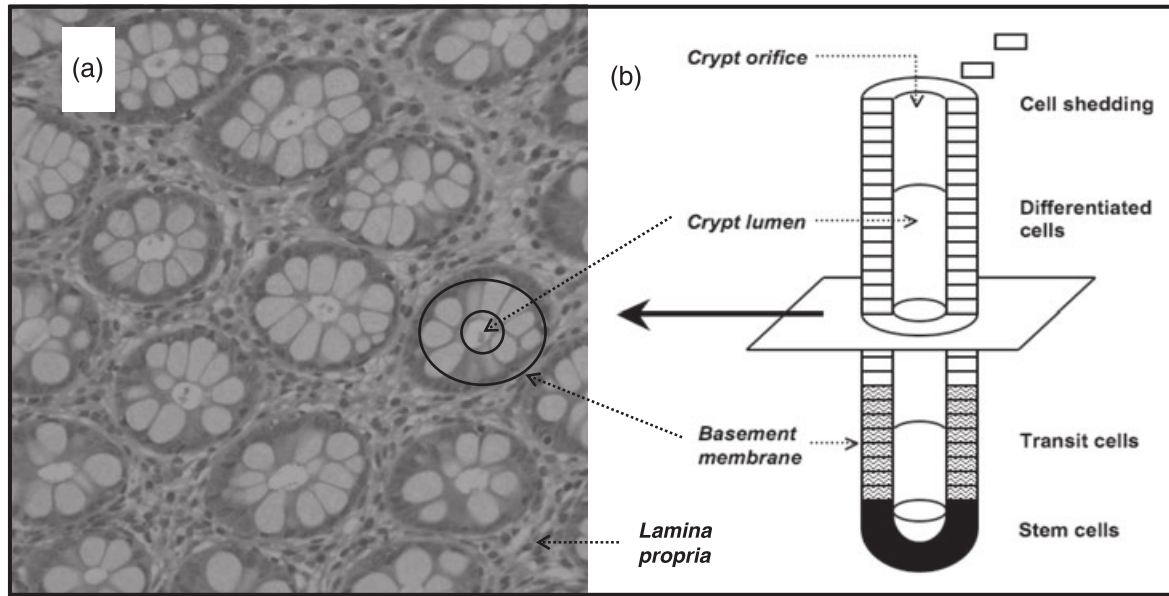 (a)
(b)
Crypt orifice
Cell shedding
Crypt lumen
Differentiated
cells
Basement
membrane
Transit cells
Lamina
propria
Stem cells